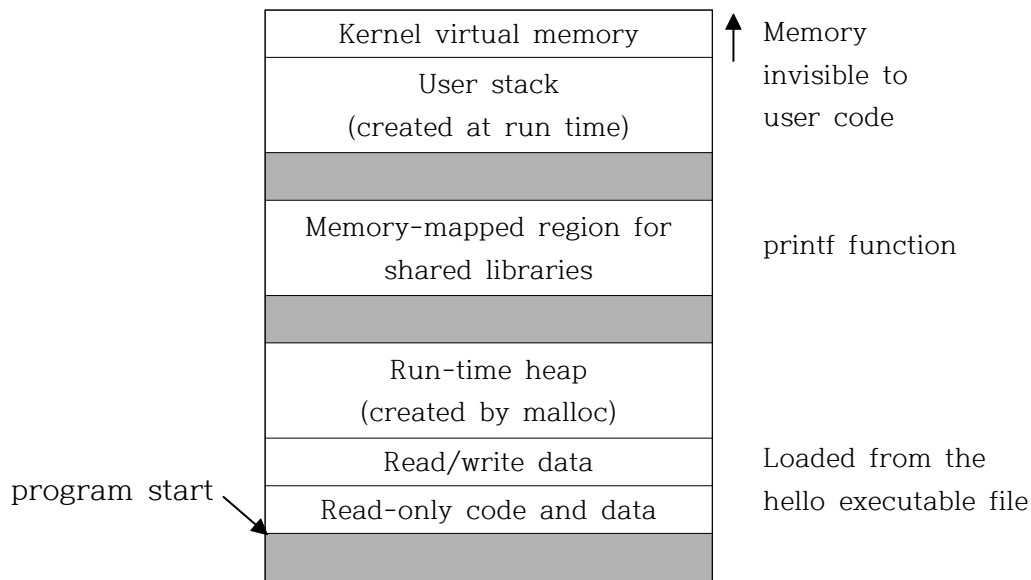 Kernel virtual memory
Memory
invisible to
user code
User stack
(created at run time)
Memory-mapped region for
shared libraries
printf function
Run-time heap
(created by malloc)
Read/write data
Loaded from the
hello executable file
program start
Read-only code and data